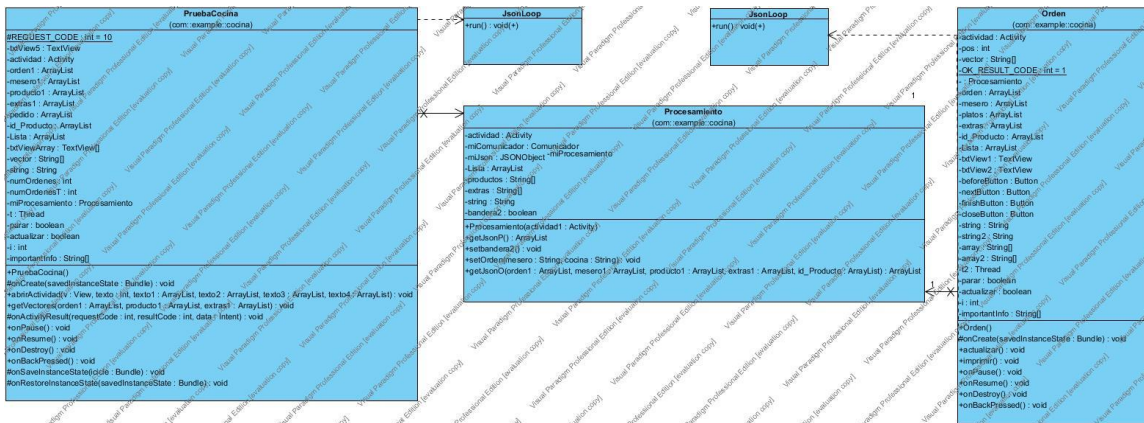 PruebaCocina
(com::example::cocina)
#REQUEST_CODE : int = 10
-txtView5 : TextView
-actividad : Activity
-orden1 : ArrayList
-mesero1 : ArrayList
-producto1 : ArrayList
-extras1 : ArrayList
-pedido : ArrayList
-id_Producto : ArrayList
-Lista : ArrayList
-txtViewArray : TextView[]
-vector : String[]
-string : String
-numOrdenes : int
-numOrdenesT : int
-miProcesamiento : Procesamiento
-t : Thread
-parar : boolean
-actualizar : boolean
-i : int
-importantInfo : String[]
+PruebaCocina()
#onCreate(savedInstanceState : Bundle) : void
+abrirActividad(v : View, texto : int, texto1 : ArrayList, texto2 : ArrayList, texto3 : ArrayList, texto4 : ArrayList) : void
+getVectores(orden1 : ArrayList, producto1 : ArrayList, extras1 : ArrayList) : void
#onActivityResult(requestCode : int, resultCode : int, data : Intent) : void
+onPause() : void
+onResume() : void
+onDestroy() : void
+onBackPressed() : void
#onSaveInstanceState(icicle : Bundle) : void
#onRestoreInstanceState(savedInstanceState : Bundle) : void
JsonLoop
+run() : void(+)
JsonLoop
+run() : void(+)
1
Procesamiento
(com::example::cocina)
-actividad : Activity
-miComunicador : Comunicador
-miJson : JSONObject
-miProcesamiento
-Lista : ArrayList
-productos : String[]
-extras : String[]
-string : String
-bandera2 : boolean
+Procesamiento(actividad1 : Activity)
+getJsonP() : ArrayList
+setbandera2() : void
+setOrden(mesero : String, cocina : String) : void
+getJsonO(orden1 : ArrayList, mesero1 : ArrayList, producto1 : ArrayList, extras1 : ArrayList, id_Producto : ArrayList) : ArrayList
1
Orden
(com::example::cocina)
-actividad : Activity
-pos : int
-vector : String[]
-OK_RESULT_CODE : int = 1
- : Procesamiento
-orden : ArrayList
-mesero : ArrayList
-platos : ArrayList
-extras : ArrayList
-id_Producto : ArrayList
-Lista : ArrayList
-txtView1 : TextView
-txtView2 : TextView
-beforeButton : Button
-nextButton : Button
-finishButton : Button
-closeButton : Button
-string : String
-string2 : String
-array : String[]
-array2 : String[]
-t2 : Thread
-parar : boolean
-actualizar : boolean
-i : int
-importantInfo : String[]
+Orden()
#onCreate(savedInstanceState : Bundle) : void
+actualizar() : void
+imprimir() : void
+onPause() : void
+onResume() : void
+onDestroy() : void
+onBackPressed() : void
Visual Paradigm Professional Edition [evaluation copy]